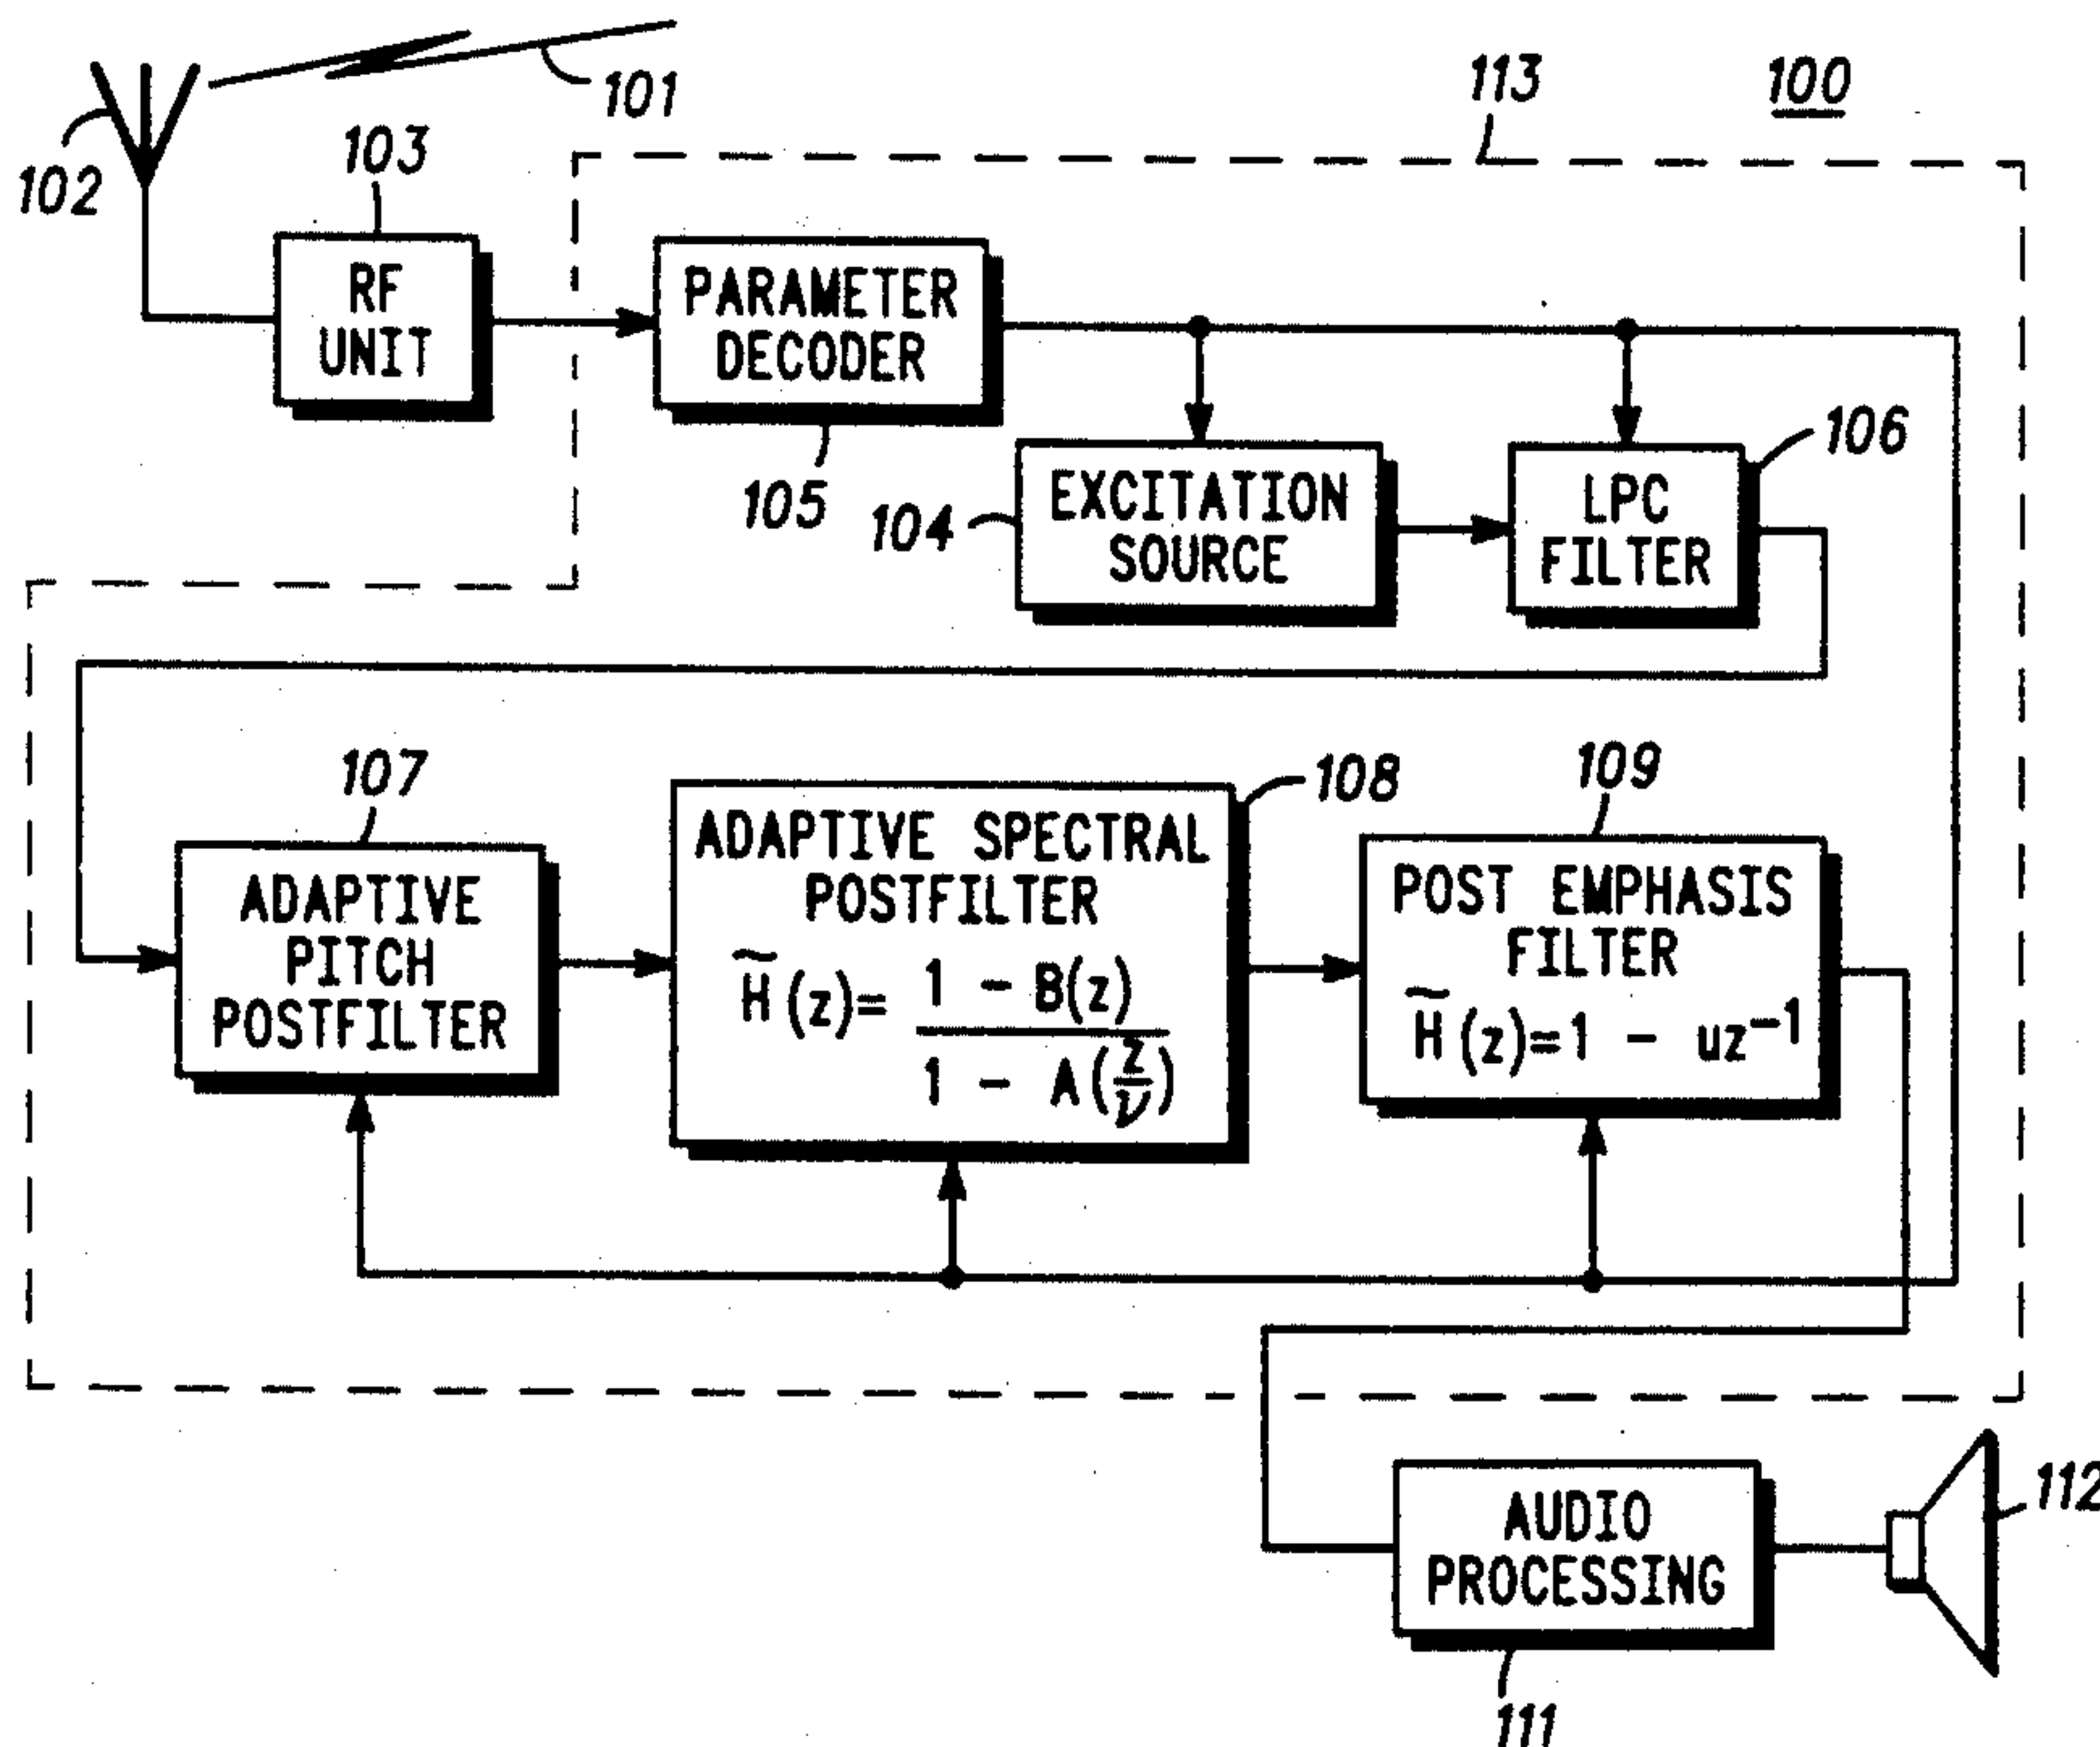 101
113
100
102
103
RF
UNIT
PARAMETER
DECODER
105
106
104
EXCITATION
SOURCE
LPC
FILTER
107
108
109
ADAPTIVE
PITCH
POSTFILTER
ADAPTIVE SPECTRAL
POSTFILTER
H̃(z)= 1 - B(z) / 1 - A(z/ν)
POST EMPHASIS
FILTER
H̃(z)=1 - uz⁻¹
AUDIO
PROCESSING
112
111